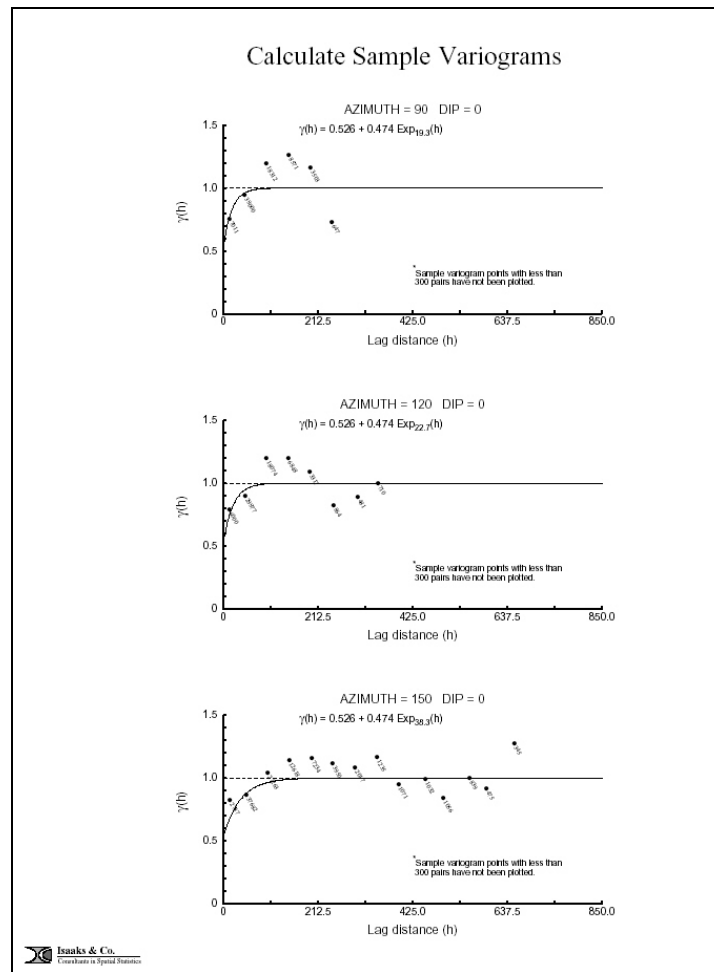 Calculate Sample Variograms
AZIMUTH = 90 DIP = 0
γ(h) = 0.526 + 0.474 Exp19.3(h)
1.5
1.0
γ(h)
0.5
0
0 212.5 425.0 637.5 850.0
Lag distance (h)
*Sample variogram points with less than
300 pairs have not been plotted.
AZIMUTH = 120 DIP = 0
γ(h) = 0.526 + 0.474 Exp22.7(h)
1.5
1.0
γ(h)
0.5
0
0 212.5 425.0 637.5 850.0
Lag distance (h)
*Sample variogram points with less than
300 pairs have not been plotted.
AZIMUTH = 150 DIP = 0
γ(h) = 0.526 + 0.474 Exp38.3(h)
1.5
1.0
γ(h)
0.5
0
0 212.5 425.0 637.5 850.0
Lag distance (h)
*Sample variogram points with less than
300 pairs have not been plotted.
Isaaks & Co.
Consultants in Spatial Statistics